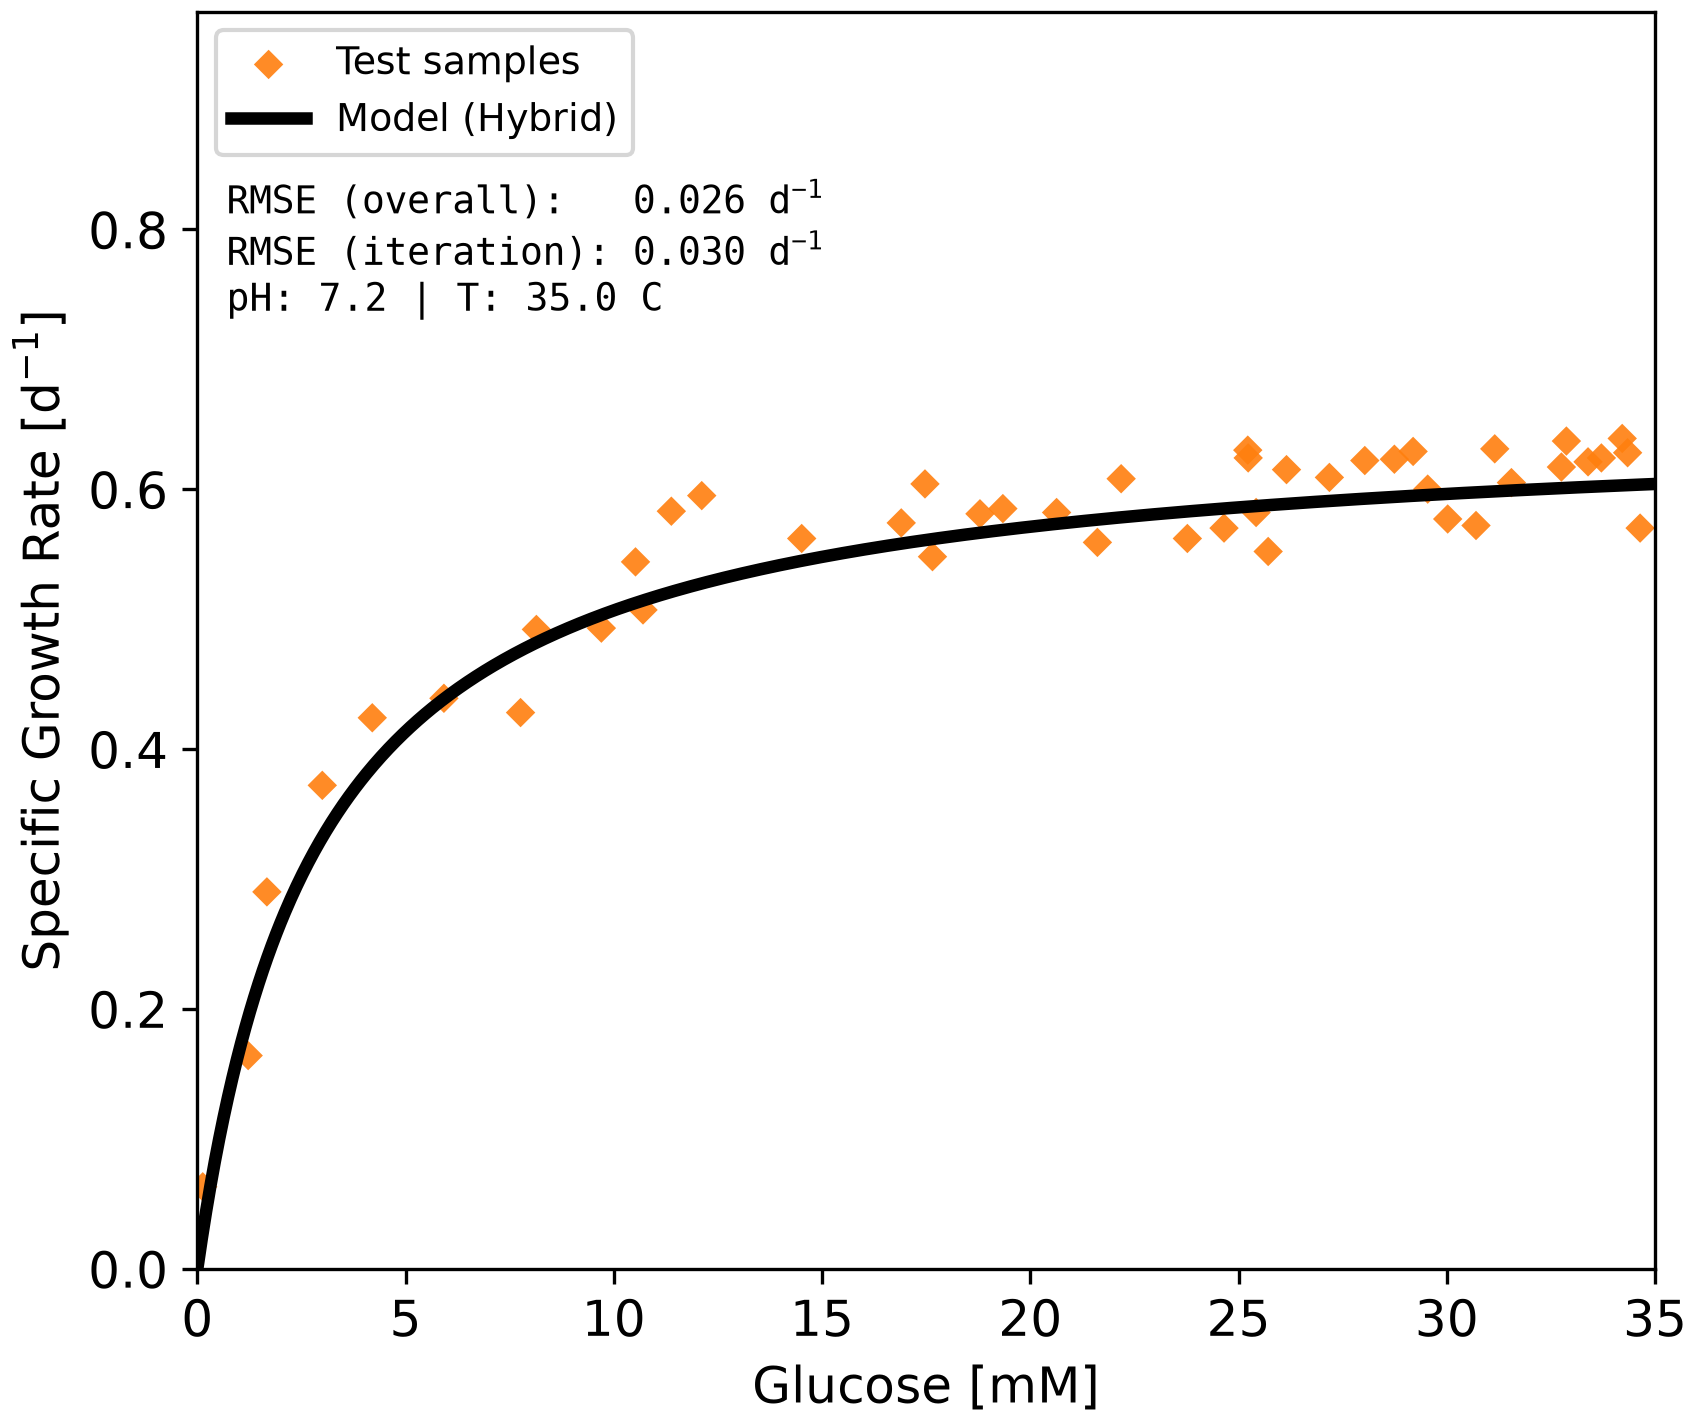 Test samples
Model (Hybrid)
RMSE (overall):   0.026 d⁻¹
RMSE (iteration): 0.030 d⁻¹
pH: 7.2 | T: 35.0 C
Specific Growth Rate [d⁻¹]
0.8
0.6
0.4
0.2
0.0
0 5 10 15 20 25 30 35
Glucose [mM]